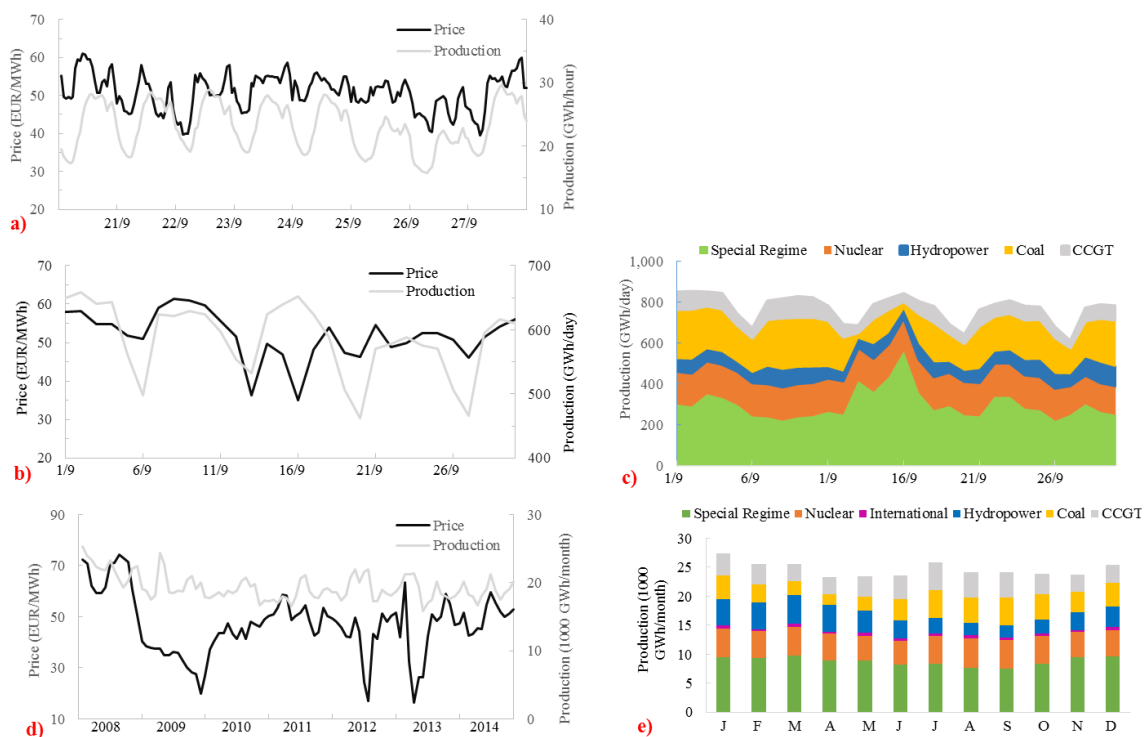 70
60
50
40
30
20
Price (EUR/MWh)
Price
Production
40
30
20
10
Production (GWh/hour)
21/9
22/9
23/9
24/9
25/9
26/9
27/9
a)
70
60
50
40
30
20
Price (EUR/MWh)
Price
Production
700
600
500
400
Production (GWh/day)
1/9
6/9
11/9
16/9
21/9
26/9
b)
Special Regime
Nuclear
Hydropower
Coal
CCGT
1,000
800
600
400
200
0
Production (GWh/day)
1/9
6/9
1/9
16/9
21/9
26/9
c)
90
70
50
30
10
Price (EUR/MWh)
Price
Production
30
20
10
0
Production (1000 GWh/month)
2008
2009
2010
2011
2012
2013
2014
d)
Special Regime
Nuclear
International
Hydropower
Coal
CCGT
30
25
20
15
10
5
0
Production (1000
GWh/month)
J
F
M
A
M
J
J
A
S
O
N
D
e)